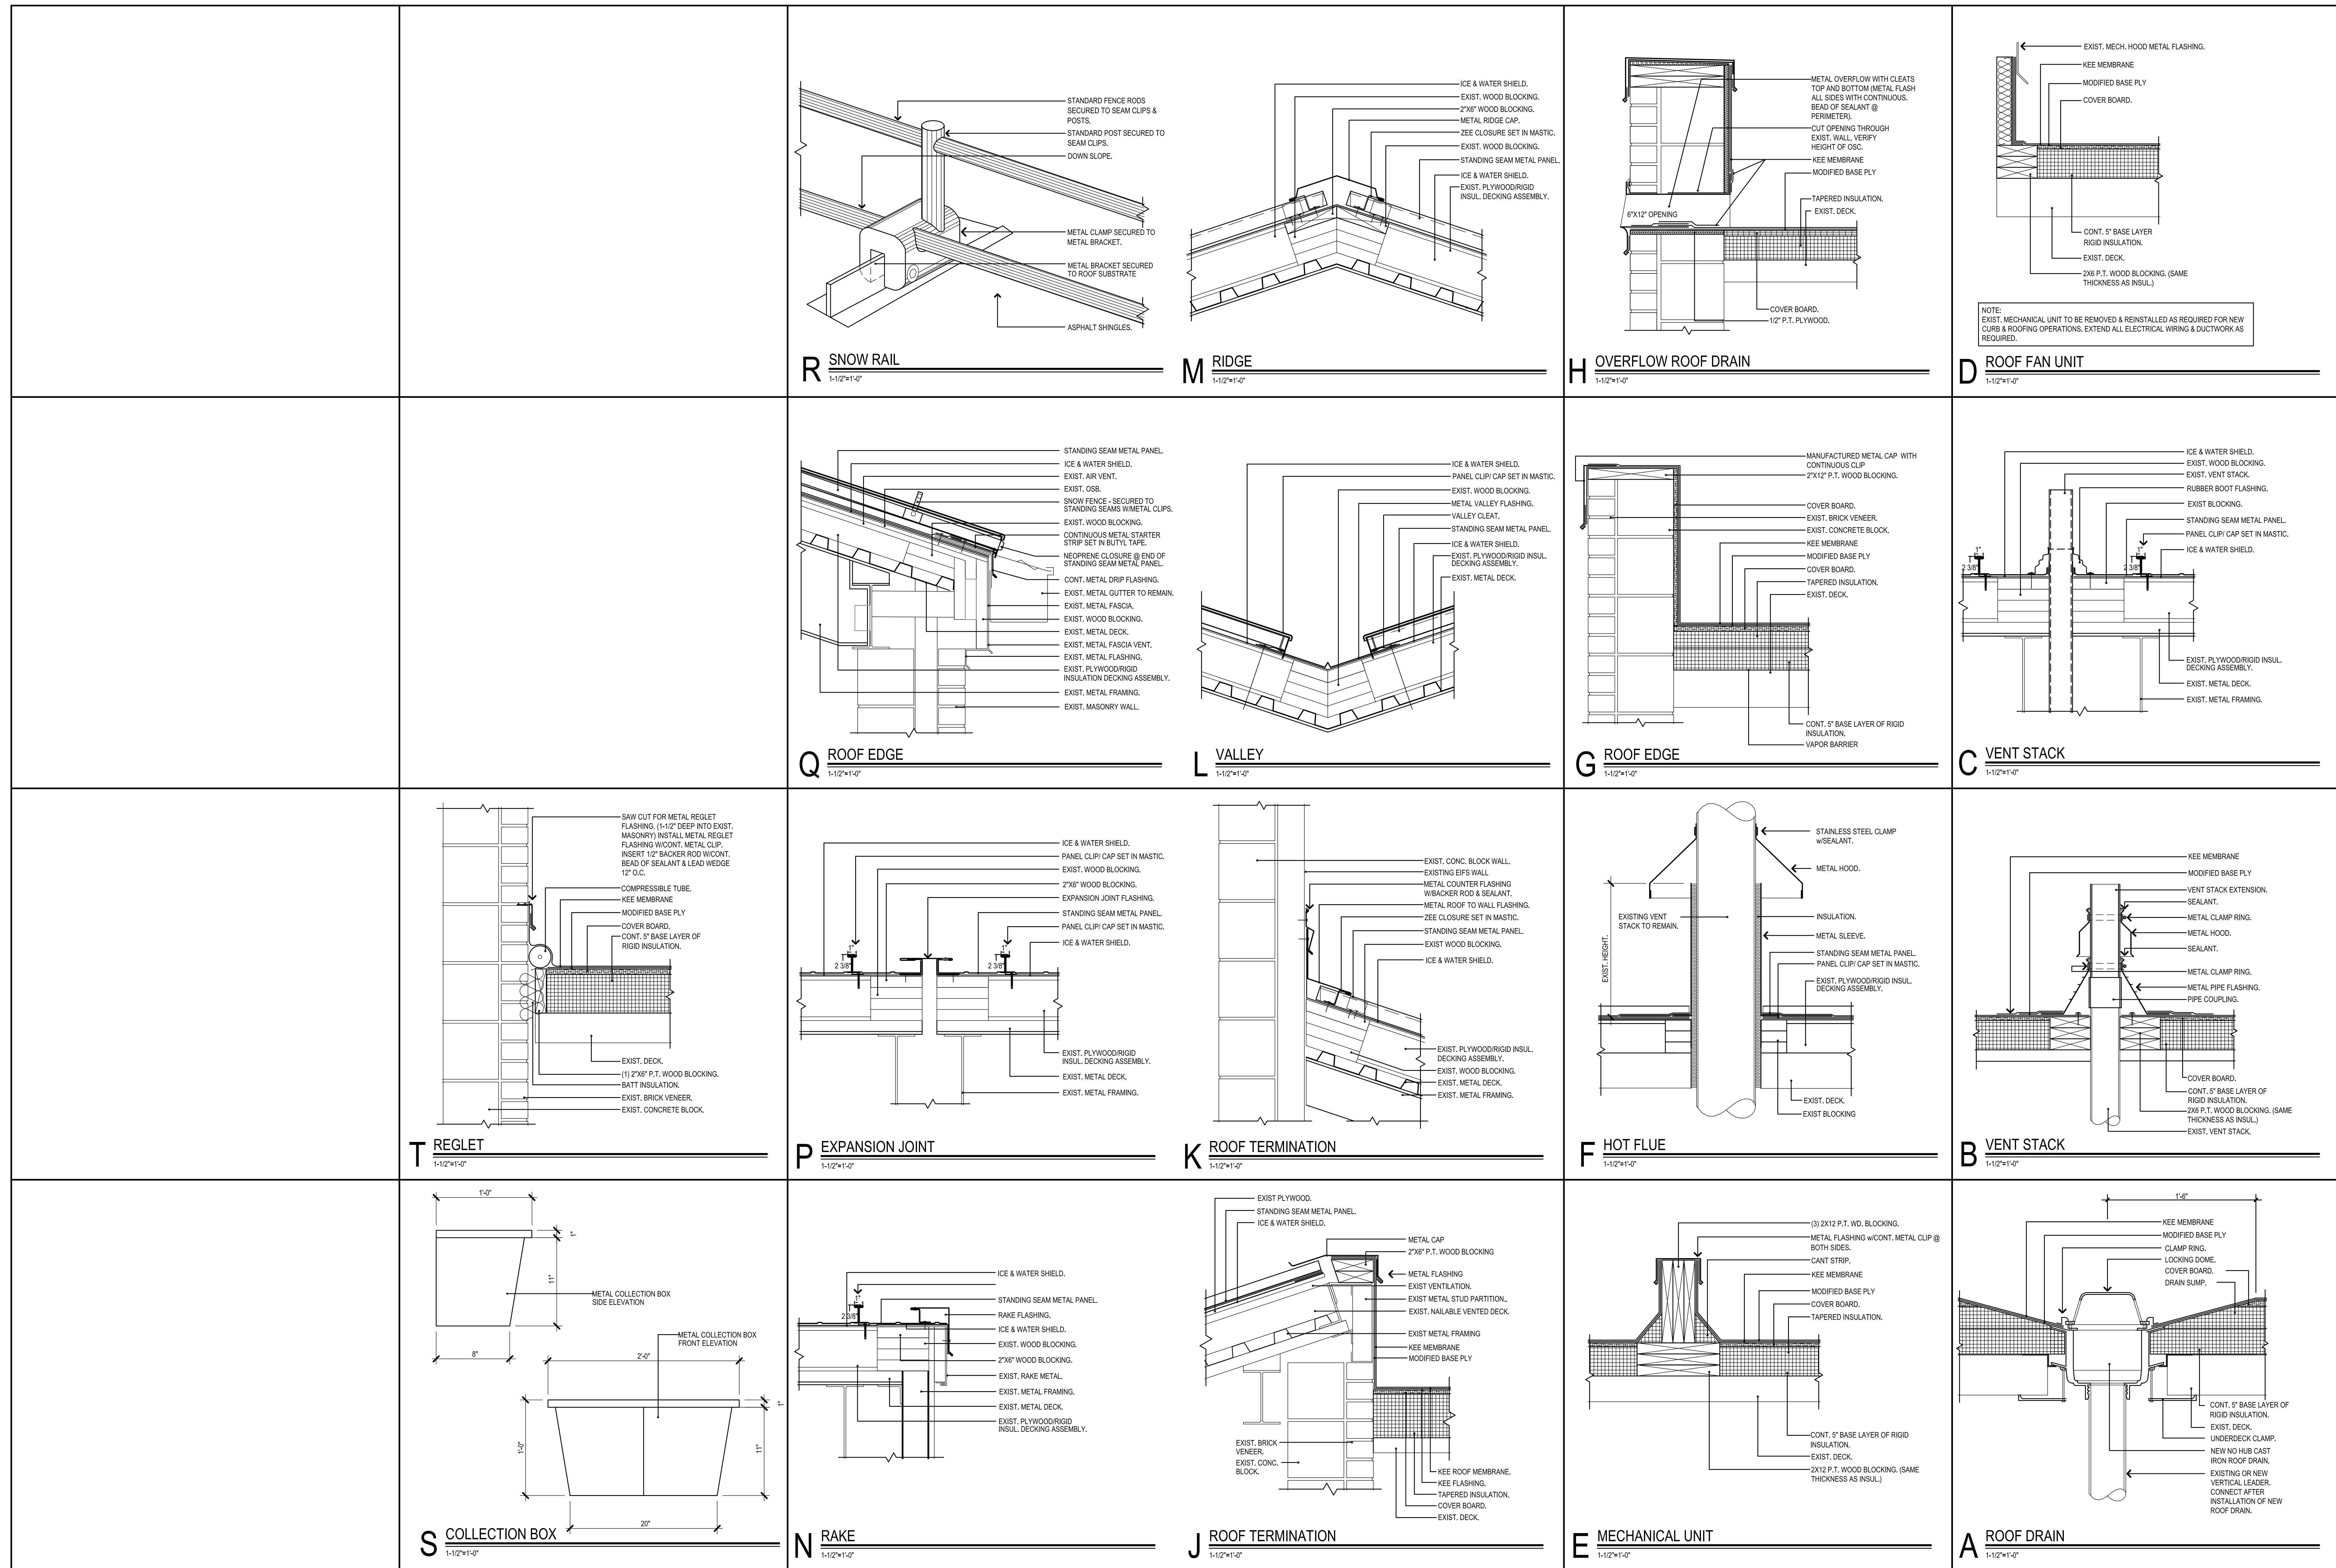 STANDARD FENCE RODS
SECURED TO SEAM CLIPS &
POSTS.
STANDARD POST SECURED TO
SEAM CLIPS.
DOWN SLOPE.
METAL CLAMP SECURED TO
METAL BRACKET.
METAL BRACKET SECURED
TO ROOF SUBSTRATE
ASPHALT SHINGLES.
R SNOW RAIL
1-1/2"=1'-0"
ICE & WATER SHIELD.
EXIST. WOOD BLOCKING.
2"X6" WOOD BLOCKING.
METAL RIDGE CAP.
ZEE CLOSURE SET IN MASTIC.
EXIST. WOOD BLOCKING.
STANDING SEAM METAL PANEL.
ICE & WATER SHIELD.
EXIST. PLYWOOD/RIGID
INSUL. DECKING ASSEMBLY.
M RIDGE
1-1/2"=1'-0"
METAL OVERFLOW WITH CLEATS
TOP AND BOTTOM (METAL FLASH
ALL SIDES WITH CONTINUOUS.
BEAD OF SEALANT @
PERIMETER).
CUT OPENING THROUGH
EXIST. WALL, VERIFY
HEIGHT OF OSC.
KEE MEMBRANE
MODIFIED BASE PLY
TAPERED INSULATION.
EXIST. DECK.
6"X12" OPENING
COVER BOARD.
1/2" P.T. PLYWOOD.
H OVERFLOW ROOF DRAIN
1-1/2"=1'-0"
EXIST. MECH. HOOD METAL FLASHING.
KEE MEMBRANE
MODIFIED BASE PLY
COVER BOARD.
CONT. 5" BASE LAYER
RIGID INSULATION.
EXIST. DECK.
2X6 P.T. WOOD BLOCKING. (SAME
THICKNESS AS INSUL.)
NOTE:
EXIST. MECHANICAL UNIT TO BE REMOVED & REINSTALLED AS REQUIRED FOR NEW
CURB & ROOFING OPERATIONS. EXTEND ALL ELECTRICAL WIRING & DUCTWORK AS
REQUIRED.
D ROOF FAN UNIT
1-1/2"=1'-0"
STANDING SEAM METAL PANEL.
ICE & WATER SHIELD.
EXIST. AIR VENT.
EXIST. OSB.
SNOW FENCE - SECURED TO
STANDING SEAMS W/METAL CLIPS.
EXIST. WOOD BLOCKING.
CONTINUOUS METAL STARTER
STRIP SET IN BUTYL TAPE.
NEOPRENE CLOSURE @ END OF
STANDING SEAM METAL PANEL.
CONT. METAL DRIP FLASHING.
EXIST. METAL GUTTER TO REMAIN.
EXIST. METAL FASCIA.
EXIST. WOOD BLOCKING.
EXIST. METAL DECK.
EXIST. METAL FASCIA VENT.
EXIST. METAL FLASHING.
EXIST. PLYWOOD/RIGID
INSULATION DECKING ASSEMBLY.
EXIST. METAL FRAMING.
EXIST. MASONRY WALL.
Q ROOF EDGE
1-1/2"=1'-0"
ICE & WATER SHIELD.
PANEL CLIP/ CAP SET IN MASTIC.
EXIST. WOOD BLOCKING.
METAL VALLEY FLASHING.
VALLEY CLEAT.
STANDING SEAM METAL PANEL.
ICE & WATER SHIELD.
EXIST. PLYWOOD/RIGID INSUL.
DECKING ASSEMBLY.
EXIST. METAL DECK.
L VALLEY
1-1/2"=1'-0"
MANUFACTURED METAL CAP WITH
CONTINUOUS CLIP
2"X12" P.T. WOOD BLOCKING.
COVER BOARD.
EXIST. BRICK VENEER.
EXIST. CONCRETE BLOCK.
KEE MEMBRANE
MODIFIED BASE PLY
COVER BOARD.
TAPERED INSULATION.
EXIST. DECK.
CONT. 5" BASE LAYER OF RIGID
INSULATION.
VAPOR BARRIER
G ROOF EDGE
1-1/2"=1'-0"
ICE & WATER SHIELD.
EXIST. WOOD BLOCKING.
EXIST. VENT STACK.
RUBBER BOOT FLASHING.
EXIST BLOCKING.
STANDING SEAM METAL PANEL.
PANEL CLIP/ CAP SET IN MASTIC.
ICE & WATER SHIELD.
1"
2 3/8"
1"
2 3/8"
EXIST. PLYWOOD/RIGID INSUL.
DECKING ASSEMBLY.
EXIST. METAL DECK.
EXIST. METAL FRAMING.
C VENT STACK
1-1/2"=1'-0"
SAW CUT FOR METAL REGLET
FLASHING, (1-1/2" DEEP INTO EXIST.
MASONRY) INSTALL METAL REGLET
FLASHING W/CONT. METAL CLIP.
INSERT 1/2" BACKER ROD W/CONT.
BEAD OF SEALANT & LEAD WEDGE
12" O.C.
COMPRESSIBLE TUBE.
KEE MEMBRANE
MODIFIED BASE PLY
COVER BOARD.
CONT. 5" BASE LAYER OF
RIGID INSULATION.
EXIST. DECK.
(1) 2"X6" P.T. WOOD BLOCKING.
BATT INSULATION.
EXIST. BRICK VENEER.
EXIST. CONCRETE BLOCK.
T REGLET
1-1/2"=1'-0"
ICE & WATER SHIELD.
PANEL CLIP/ CAP SET IN MASTIC.
EXIST. WOOD BLOCKING.
2"X6" WOOD BLOCKING.
EXPANSION JOINT FLASHING.
STANDING SEAM METAL PANEL.
PANEL CLIP/ CAP SET IN MASTIC.
ICE & WATER SHIELD.
1"
2 3/8"
1"
2 3/8"
EXIST. PLYWOOD/RIGID
INSUL. DECKING ASSEMBLY.
EXIST. METAL DECK.
EXIST. METAL FRAMING.
P EXPANSION JOINT
1-1/2"=1'-0"
EXIST. CONC. BLOCK WALL.
EXISTING EIFS WALL
METAL COUNTER FLASHING
W/BACKER ROD & SEALANT.
METAL ROOF TO WALL FLASHING.
ZEE CLOSURE SET IN MASTIC.
STANDING SEAM METAL PANEL.
EXIST WOOD BLOCKING.
ICE & WATER SHIELD.
EXIST. PLYWOOD/RIGID INSUL.
DECKING ASSEMBLY.
EXIST. WOOD BLOCKING.
EXIST. METAL DECK.
EXIST. METAL FRAMING.
K ROOF TERMINATION
1-1/2"=1'-0"
STAINLESS STEEL CLAMP
w/SEALANT.
METAL HOOD.
EXISTING VENT
STACK TO REMAIN.
EXIST. HEIGHT.
INSULATION.
METAL SLEEVE.
STANDING SEAM METAL PANEL.
PANEL CLIP/ CAP SET IN MASTIC.
EXIST. PLYWOOD/RIGID INSUL.
DECKING ASSEMBLY.
EXIST. DECK.
EXIST BLOCKING
F HOT FLUE
1-1/2"=1'-0"
KEE MEMBRANE
MODIFIED BASE PLY
VENT STACK EXTENSION.
SEALANT.
METAL CLAMP RING.
METAL HOOD.
SEALANT.
METAL CLAMP RING.
METAL PIPE FLASHING.
PIPE COUPLING.
COVER BOARD.
CONT. 5" BASE LAYER OF
RIGID INSULATION.
2X6 P.T. WOOD BLOCKING. (SAME
THICKNESS AS INSUL.)
EXIST. VENT STACK.
B VENT STACK
1-1/2"=1'-0"
1'-0"
1"
11"
METAL COLLECTION BOX
SIDE ELEVATION
8"
METAL COLLECTION BOX
FRONT ELEVATION
2'-0"
1"
1'-0"
11"
20"
S COLLECTION BOX
1-1/2"=1'-0"
ICE & WATER SHIELD.
1"
2 3/8"
STANDING SEAM METAL PANEL.
RAKE FLASHING.
ICE & WATER SHIELD.
EXIST. WOOD BLOCKING.
2"X6" WOOD BLOCKING.
EXIST. RAKE METAL.
EXIST. METAL FRAMING.
EXIST. METAL DECK.
EXIST. PLYWOOD/RIGID
INSUL. DECKING ASSEMBLY.
N RAKE
1-1/2"=1'-0"
EXIST PLYWOOD.
STANDING SEAM METAL PANEL.
ICE & WATER SHIELD.
METAL CAP
2"X6" P.T. WOOD BLOCKING
METAL FLASHING
EXIST VENTILATION.
EXIST METAL STUD PARTITION..
EXIST. NAILABLE VENTED DECK.
EXIST METAL FRAMING
KEE MEMBRANE
MODIFIED BASE PLY
EXIST. BRICK
VENEER.
EXIST. CONC.
BLOCK.
KEE ROOF MEMBRANE.
KEE FLASHING.
TAPERED INSULATION.
COVER BOARD.
EXIST. DECK.
J ROOF TERMINATION
1-1/2"=1'-0"
(3) 2X12 P.T. WD. BLOCKING.
METAL FLASHING w/CONT. METAL CLIP @
BOTH SIDES.
CANT STRIP.
KEE MEMBRANE
MODIFIED BASE PLY
COVER BOARD.
TAPERED INSULATION.
CONT. 5" BASE LAYER OF RIGID
INSULATION.
EXIST. DECK.
2X12 P.T. WOOD BLOCKING. (SAME
THICKNESS AS INSUL.)
E MECHANICAL UNIT
1-1/2"=1'-0"
1'-6"
KEE MEMBRANE
MODIFIED BASE PLY
CLAMP RING.
LOCKING DOME.
COVER BOARD.
DRAIN SUMP.
CONT. 5" BASE LAYER OF
RIGID INSULATION.
EXIST. DECK.
UNDERDECK CLAMP.
NEW NO HUB CAST
IRON ROOF DRAIN.
EXISTING OR NEW
VERTICAL LEADER.
CONNECT AFTER
INSTALLATION OF NEW
ROOF DRAIN.
A ROOF DRAIN
1-1/2"=1'-0"